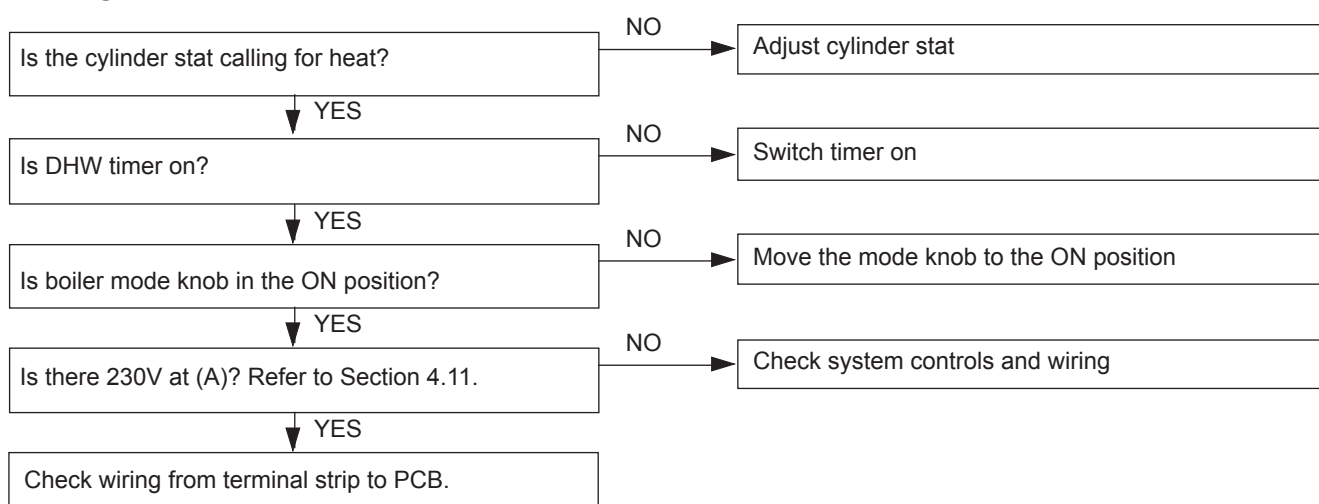 Is the cylinder stat calling for heat?
NO
Adjust cylinder stat
YES
Is DHW timer on?
NO
Switch timer on
YES
Is boiler mode knob in the ON position?
NO
Move the mode knob to the ON position
YES
Is there 230V at (A)? Refer to Section 4.11.
NO
Check system controls and wiring
YES
Check wiring from terminal strip to PCB.